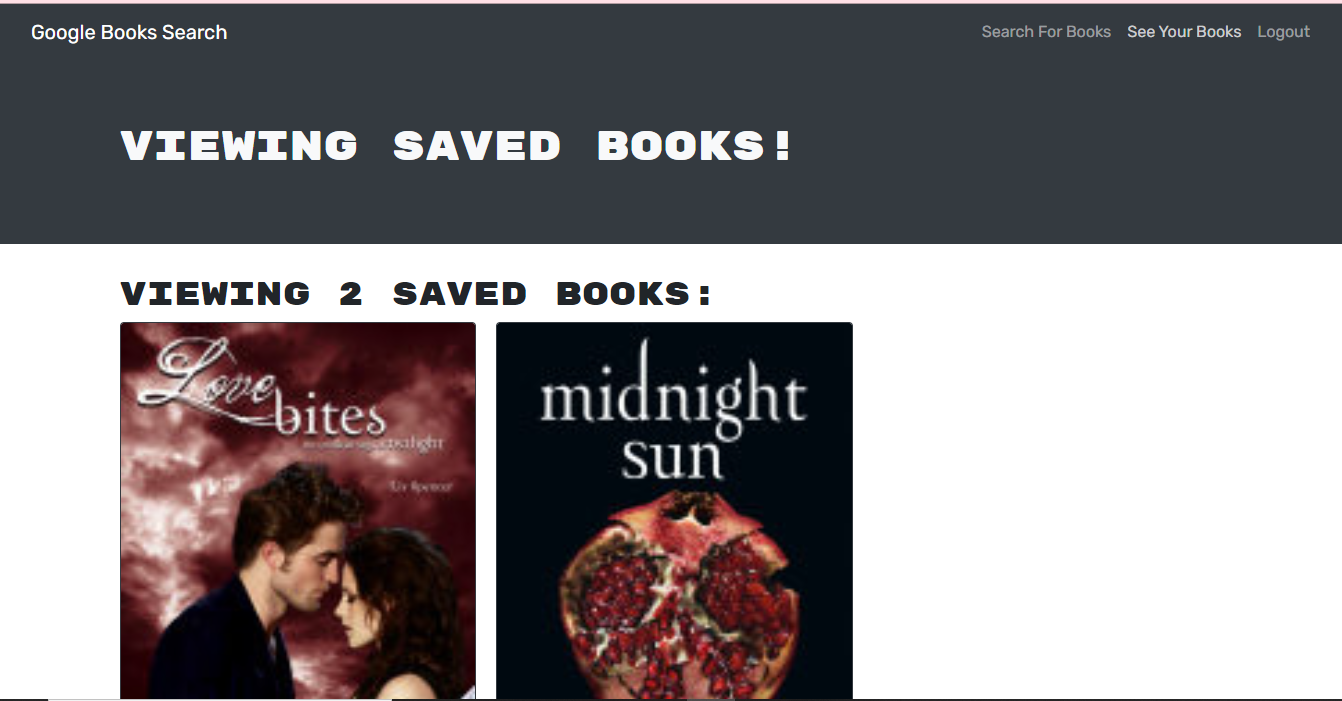 Google Books Search
Search For Books See Your Books Logout
VIEWING SAVED BOOKS!
VIEWING 2 SAVED BOOKS:
Love
bites
twilight
Liv Spencer
midnight
sun